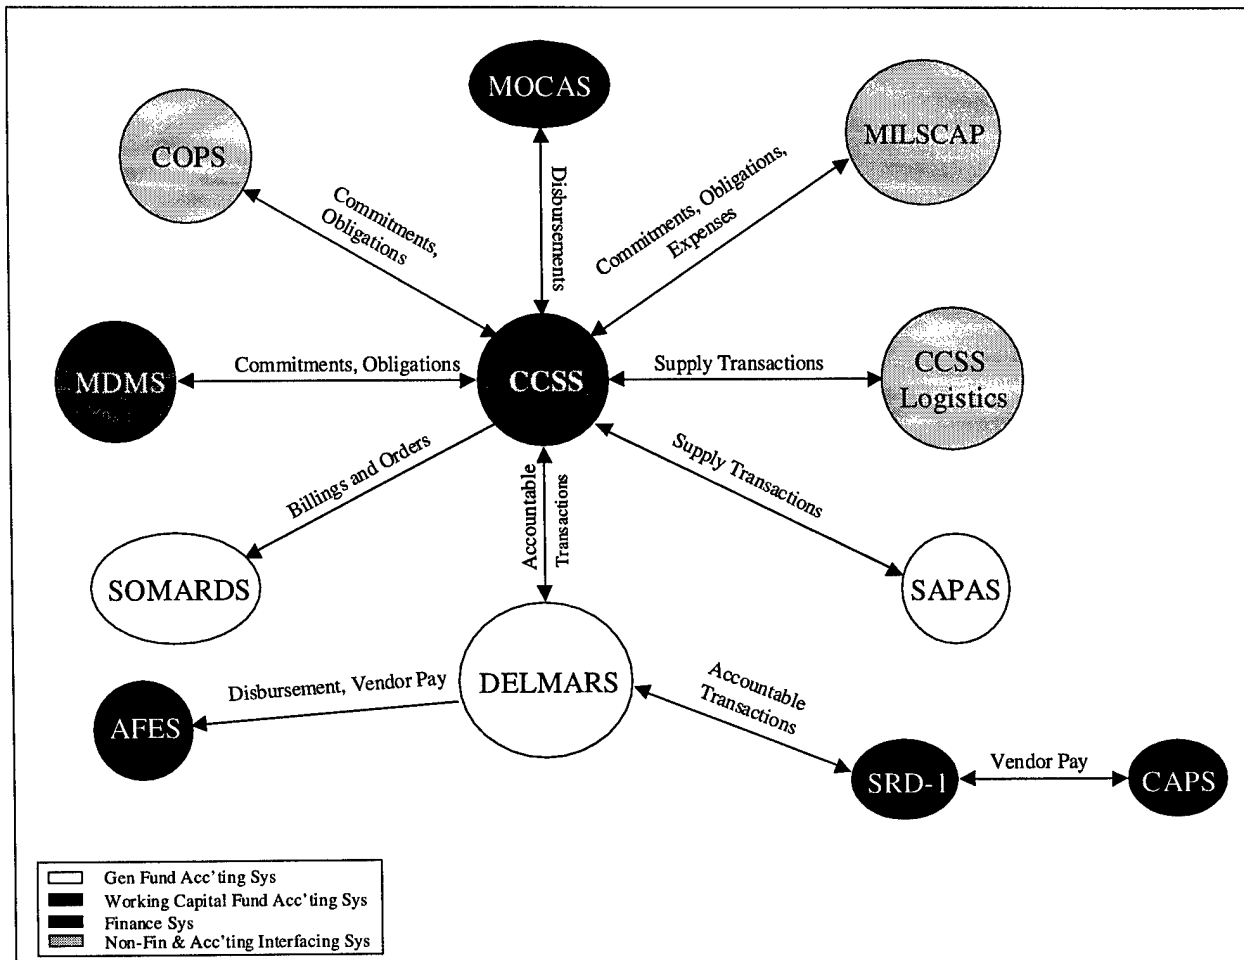 MOCAS
COPS
MILSCAP
Commitments,
Obligations
Disbursements
Commitments, Obligations,
Expenses
MDMS
Commitments, Obligations
CCSS
Supply Transactions
CCSS
Logistics
Billings and Orders
Accountable
Transactions
Supply Transactions
SOMARDS
SAPAS
DELMARS
Disbursement, Vendor Pay
Accountable
Transactions
AFES
SRD-1
Vendor Pay
CAPS
Gen Fund Acc'ting Sys
Working Capital Fund Acc'ting Sys
Finance Sys
Non-Fin & Acc'ting Interfacing Sys